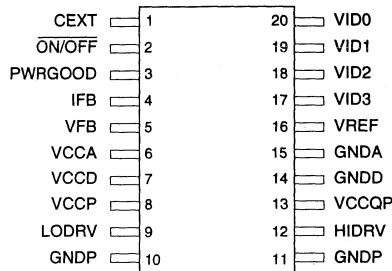 CEXT 1 20 VID0
ON/OFF 2 19 VID1
PWRGOOD 3 18 VID2
IFB 4 17 VID3
VFB 5 16 VREF
VCCA 6 15 GNDA
VCCD 7 14 GNDD
VCCP 8 13 VCCQP
LODRV 9 12 HIDRV
GNDP 10 11 GNDP